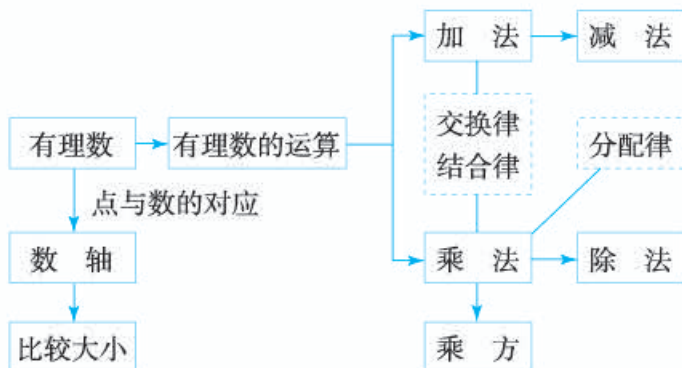 加 法
减 法
交换律
结合律
分配律
有理数
有理数的运算
点与数的对应
数 轴
乘 法
除 法
比较大小
乘 方